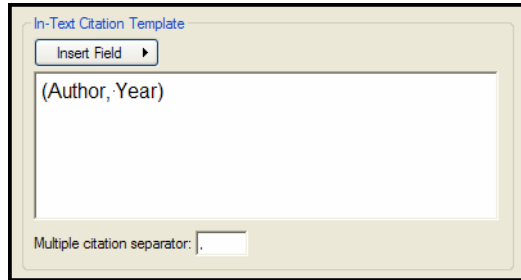 In-Text Citation Template
Insert Field
(Author,·Year)
Multiple citation separator: ,